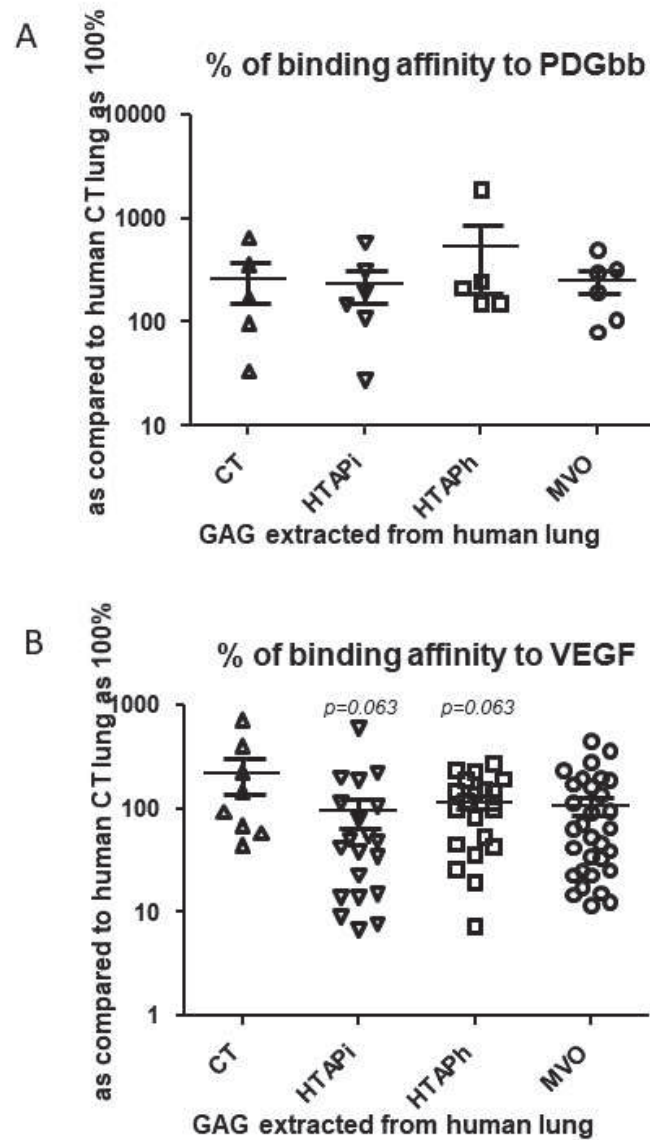 A
% of binding affinity to PDGbb
as compared to human CT lung as 100%
10000
1000
100
10
CT
HTAPi
HTAPh
MVO
GAG extracted from human lung
B
% of binding affinity to VEGF
as compared to human CT lung as 100%
p=0.063
p=0.063
1000
100
10
1
CT
HTAPi
HTAPh
MVO
GAG extracted from human lung